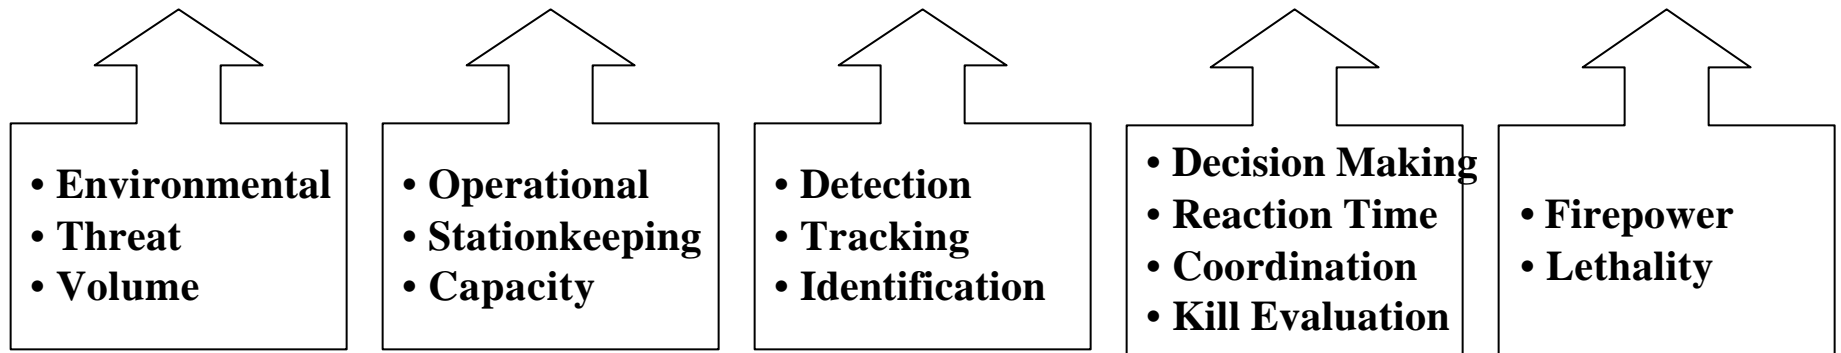 • Environmental
• Threat
• Volume
• Operational
• Stationkeeping
• Capacity
• Detection
• Tracking
• Identification
• Decision Making
• Reaction Time
• Coordination
• Kill Evaluation
• Firepower
• Lethality